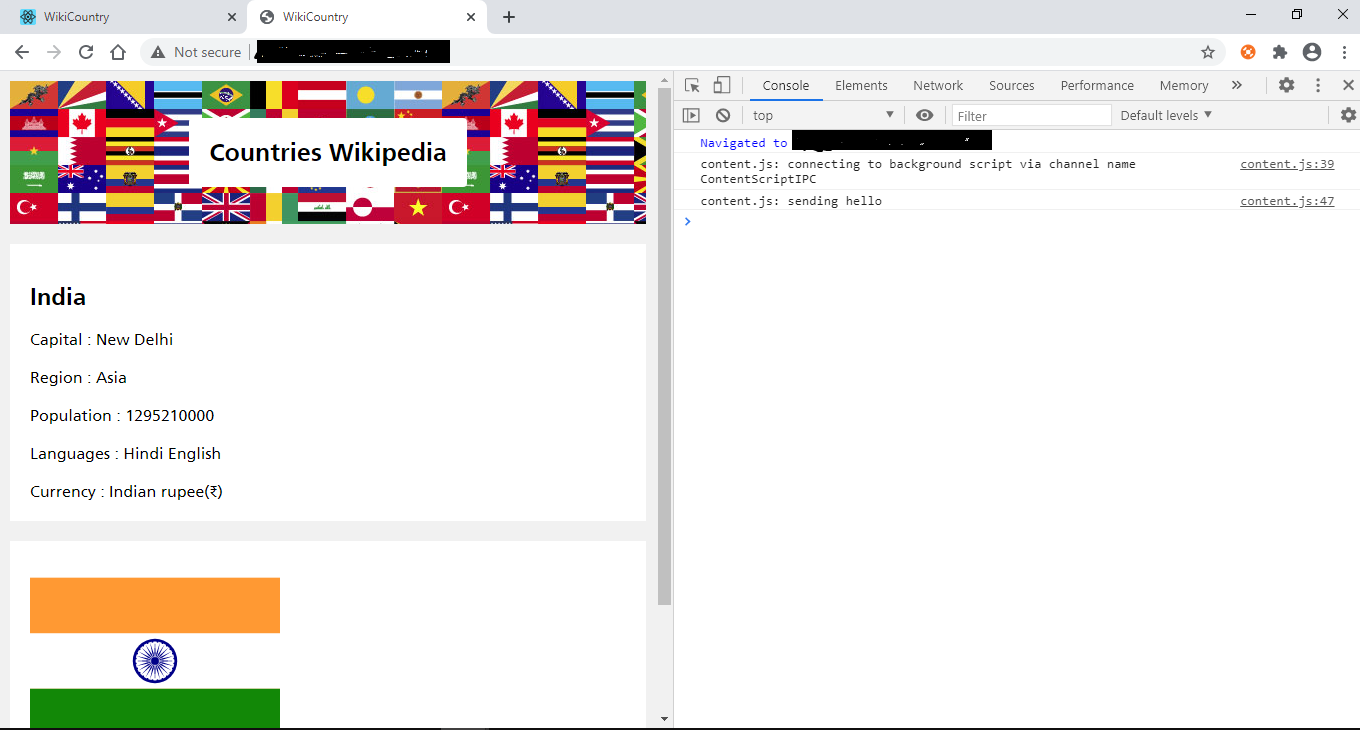 WikiCountry
WikiCountry
Not secure
Console Elements Network Sources Performance Memory
top Filter Default levels
Countries Wikipedia
India
Capital : New Delhi
Region : Asia
Population : 1295210000
Languages : Hindi English
Currency : Indian rupee(₹)
Navigated to
content.js: connecting to background script via channel name content.js:39
ContentScriptIPC
content.js: sending hello content.js:47